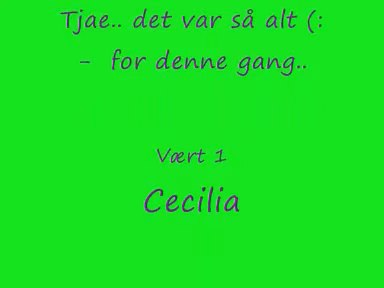 Tjae.. det var så alt (:
- for denne gang..
Vært 1
Cecilia